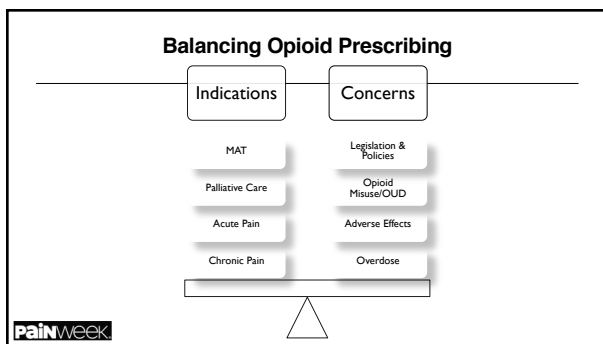 Balancing Opioid Prescribing
Indications
Concerns
MAT
Legislation &
Policies
Palliative Care
Opioid
Misuse/OUD
Acute Pain
Adverse Effects
Chronic Pain
Overdose
PaiNWeeK.